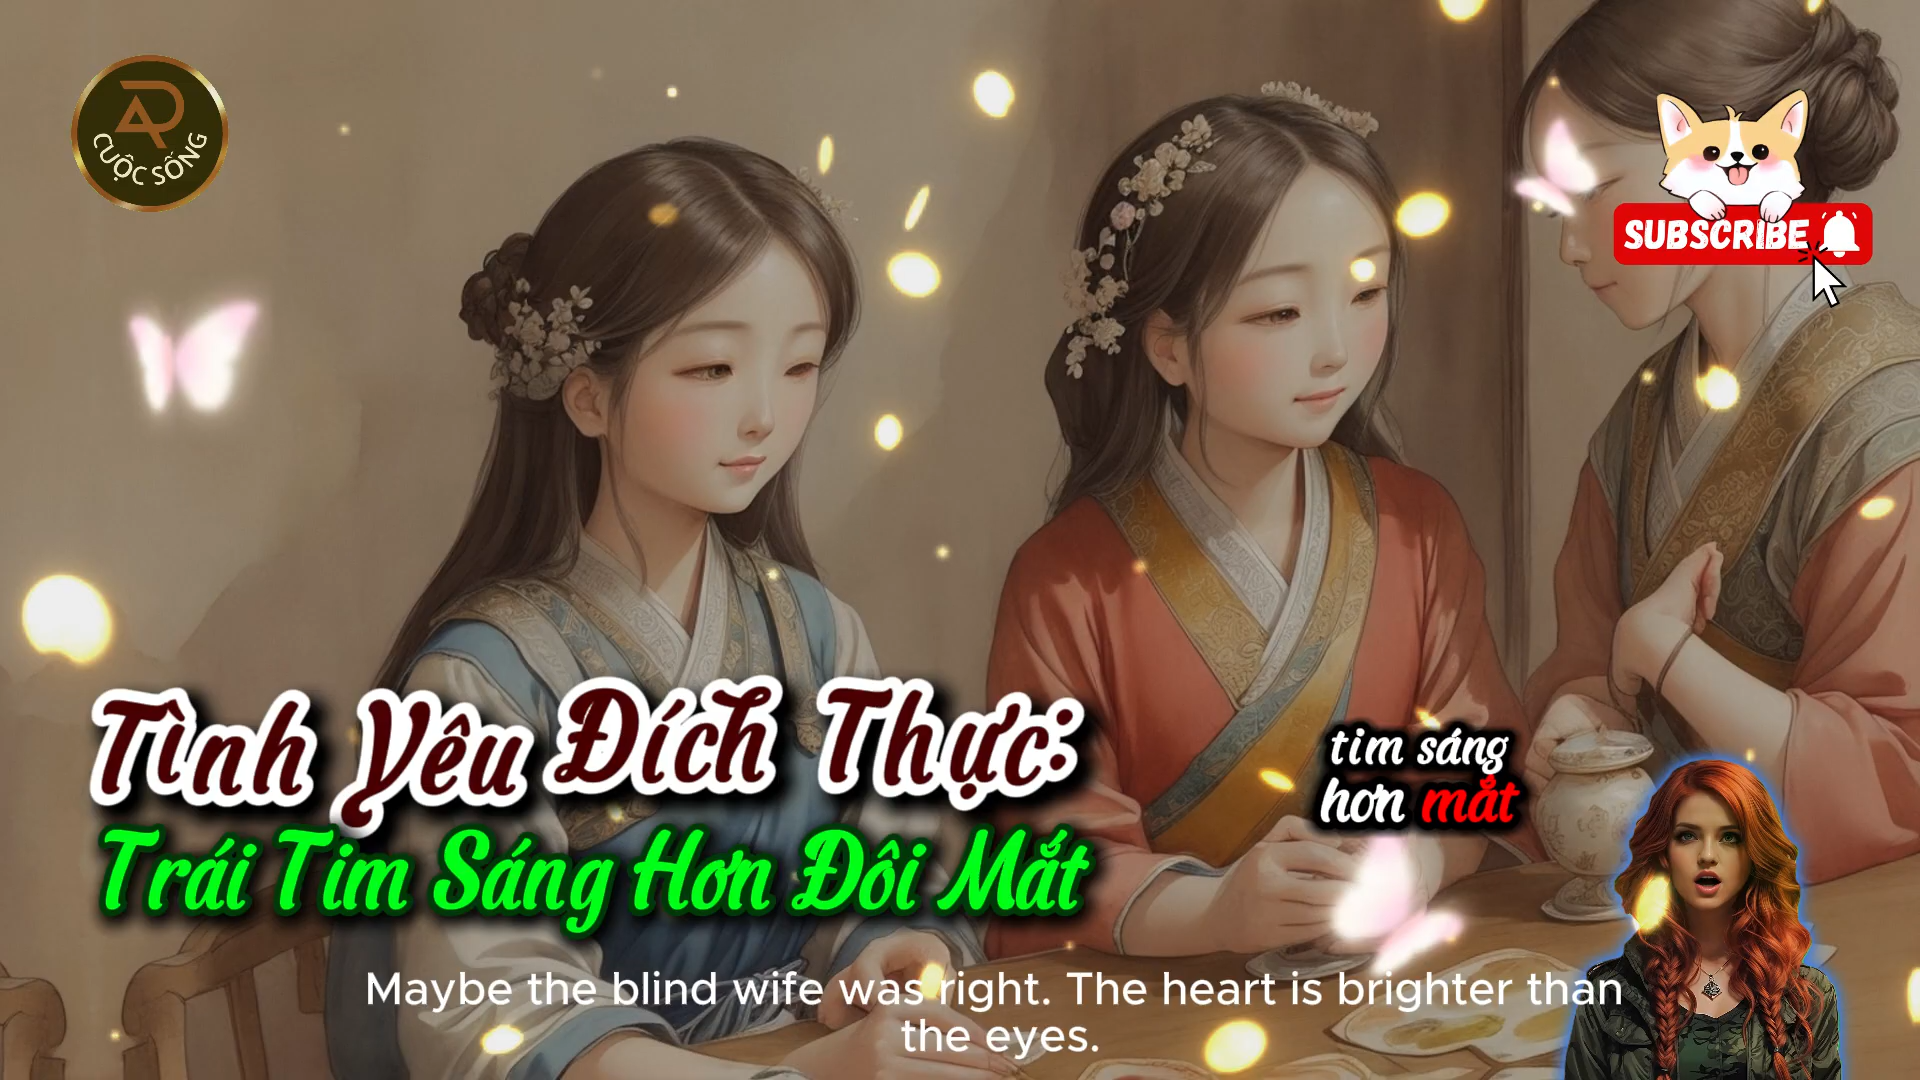 AR
CUỘC SỐNG
SUBSCRIBE
Tình Yêu Đích Thực:
Trái Tim Sáng Hơn Đôi Mắt
tim sáng
hơn mắt
Maybe the blind wife was right. The heart is brighter than
the eyes.